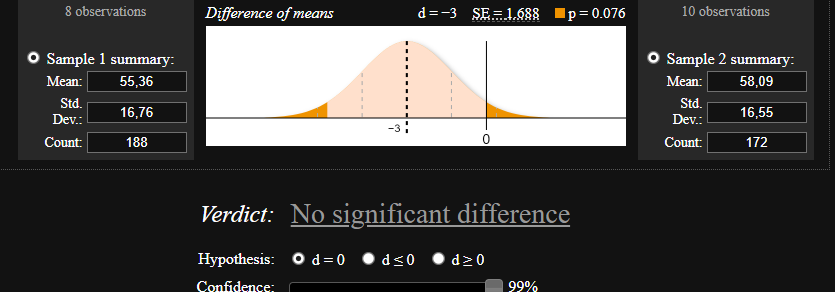 8 observations
Difference of means d = −3 SE = 1.688 p = 0.076
10 observations
Sample 1 summary:
Mean: 55,36
Std. Dev.: 16,76
Count: 188
−3
0
Sample 2 summary:
Mean: 58,09
Std. Dev.: 16,55
Count: 172
Verdict: No significant difference
Hypothesis: d = 0 d ≤ 0 d ≥ 0
Confidence: 99%